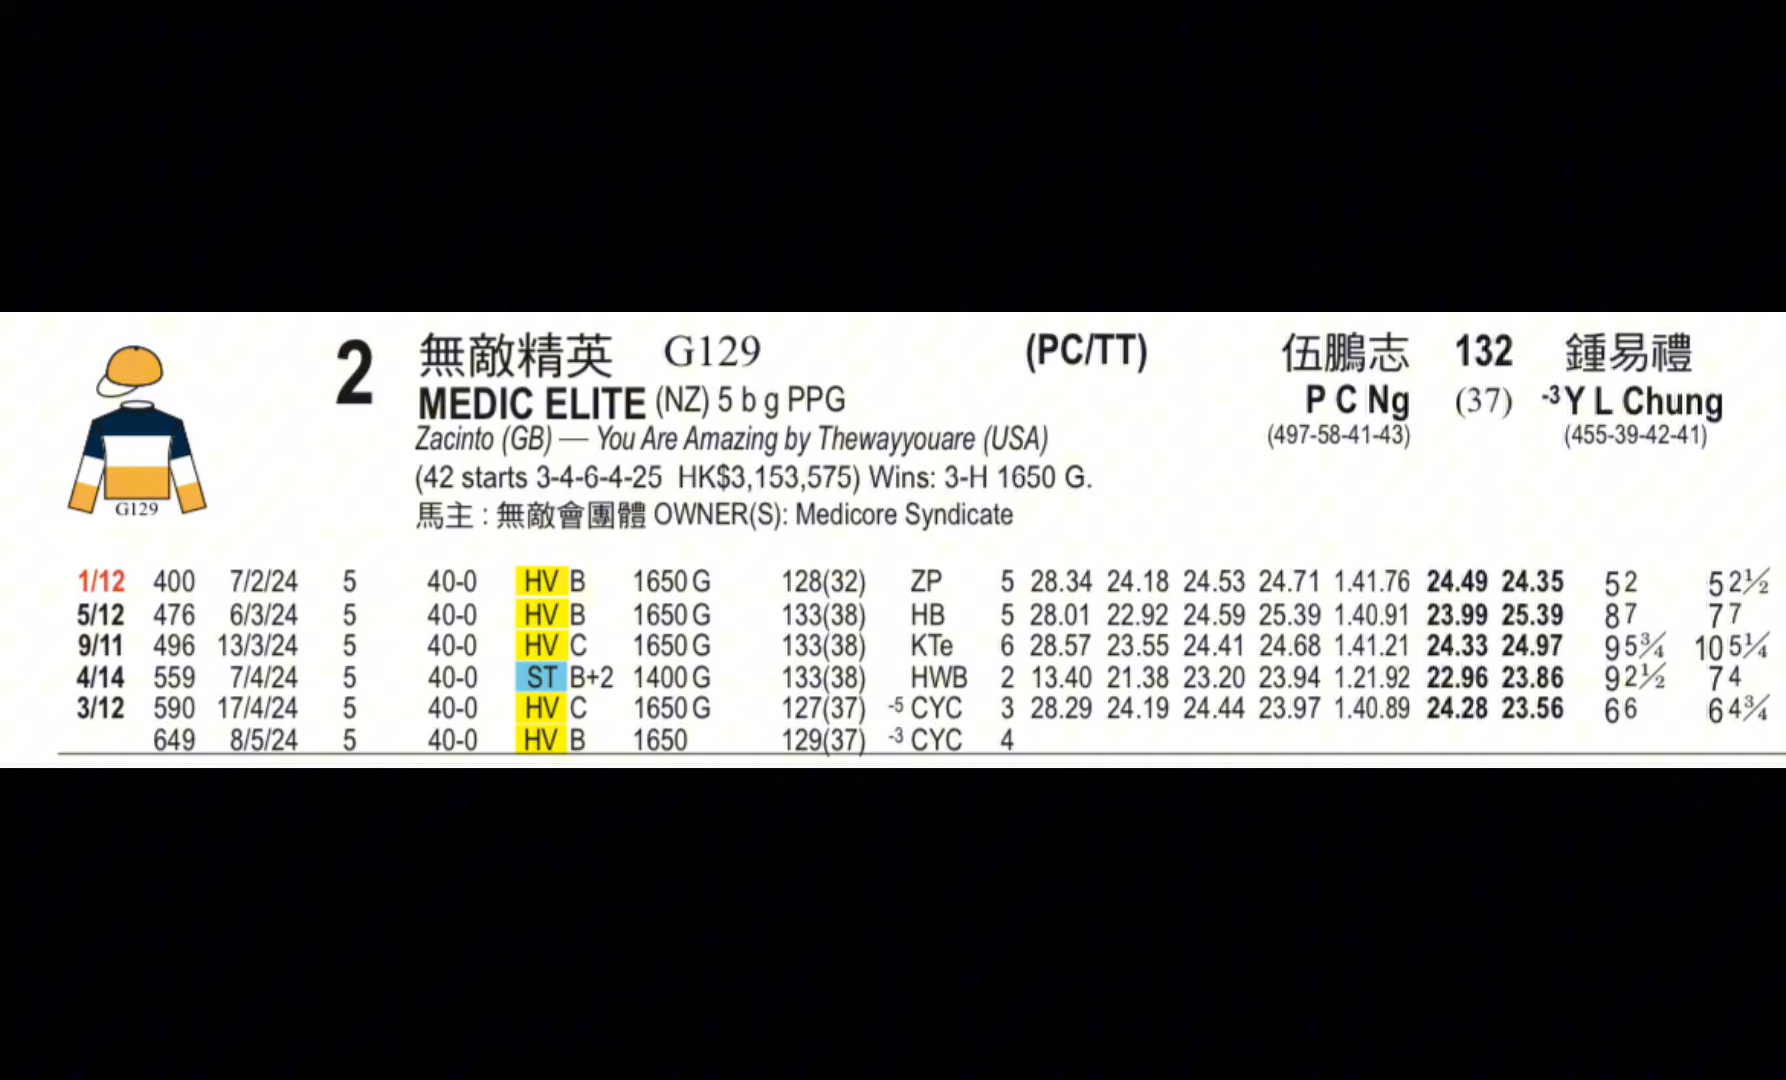 2 無敵精英 G129 (PC/TT) 伍鵬志 132 鍾易禮
MEDIC ELITE (NZ) 5 b g PPG P C Ng (37) -3 Y L Chung
Zacinto (GB) — You Are Amazing by Thewayyouare (USA) (497-58-41-43) (455-39-42-41)
(42 starts 3-4-6-4-25 HK$3,153,575) Wins: 3-H 1650 G.
G129 馬主 : 無敵會團體 OWNER(S): Medicore Syndicate
1/12 400 7/2/24 5 40-0 HV B 1650 G 128(32) ZP 5 28.34 24.18 24.53 24.71 1.41.76 24.49 24.35 5 2 5 2½
5/12 476 6/3/24 5 40-0 HV B 1650 G 133(38) HB 5 28.01 22.92 24.59 25.39 1.40.91 23.99 25.39 8 7 7 7
9/11 496 13/3/24 5 40-0 HV C 1650 G 133(38) KTe 6 28.57 23.55 24.41 24.68 1.41.21 24.33 24.97 9 5¾ 10 5¼
4/14 559 7/4/24 5 40-0 ST B+2 1400 G 133(38) HWB 2 13.40 21.38 23.20 23.94 1.21.92 22.96 23.86 9 2½ 7 4
3/12 590 17/4/24 5 40-0 HV C 1650 G 127(37) -5 CYC 3 28.29 24.19 24.44 23.97 1.40.89 24.28 23.56 6 6 6 4¾
649 8/5/24 5 40-0 HV B 1650 129(37) -3 CYC 4